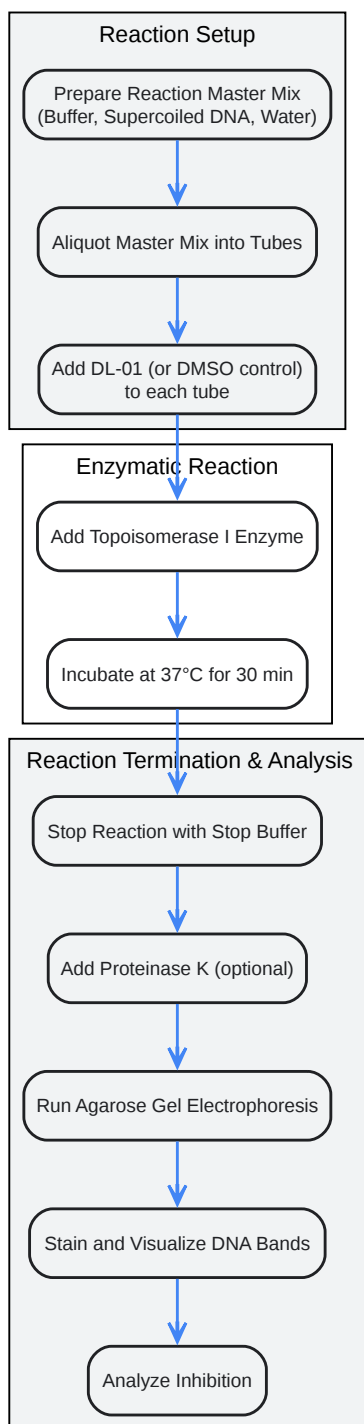 Reaction Setup
Prepare Reaction Master Mix
(Buffer, Supercoiled DNA, Water)
Aliquot Master Mix into Tubes
Add DL-01 (or DMSO control)
to each tube
Enzymatic Reaction
Add Topoisomerase I Enzyme
Incubate at 37°C for 30 min
Reaction Termination & Analysis
Stop Reaction with Stop Buffer
Add Proteinase K (optional)
Run Agarose Gel Electrophoresis
Stain and Visualize DNA Bands
Analyze Inhibition